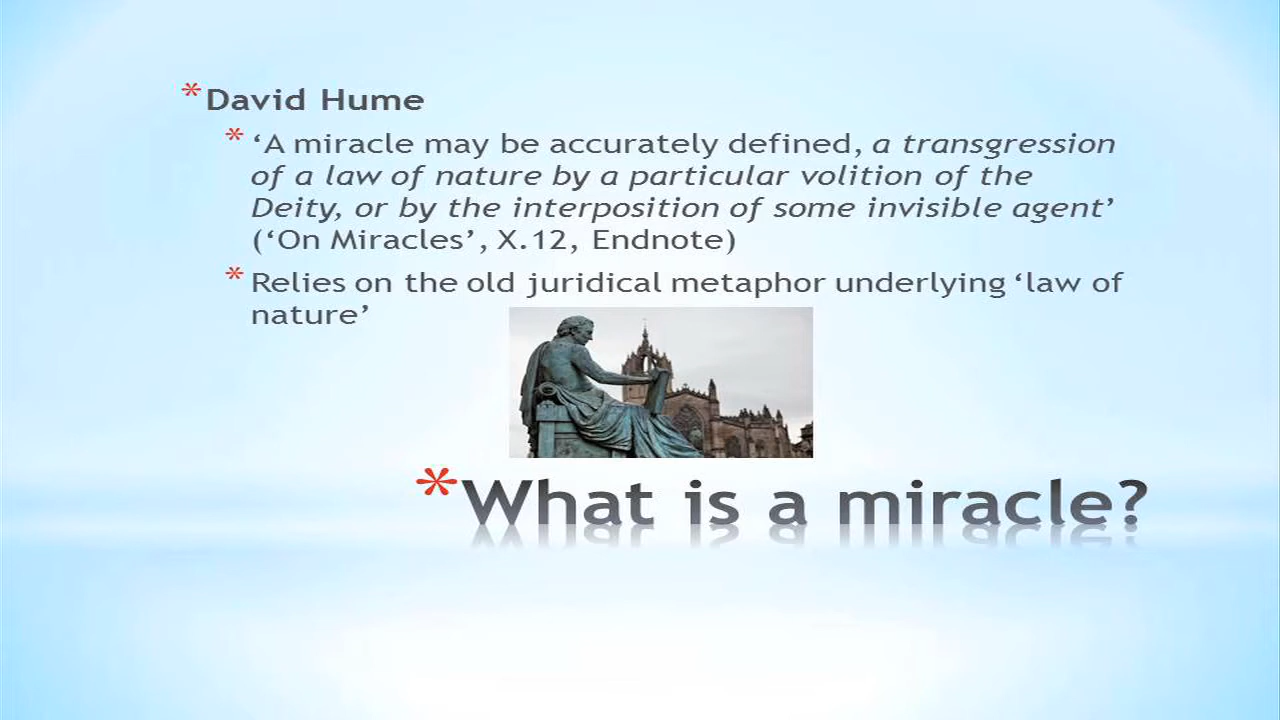 * David Hume
* ‘A miracle may be accurately defined, a transgression
of a law of nature by a particular volition of the
Deity, or by the interposition of some invisible agent’
(‘On Miracles’, X.12, Endnote)
* Relies on the old juridical metaphor underlying ‘law of
nature’
*What is a miracle?